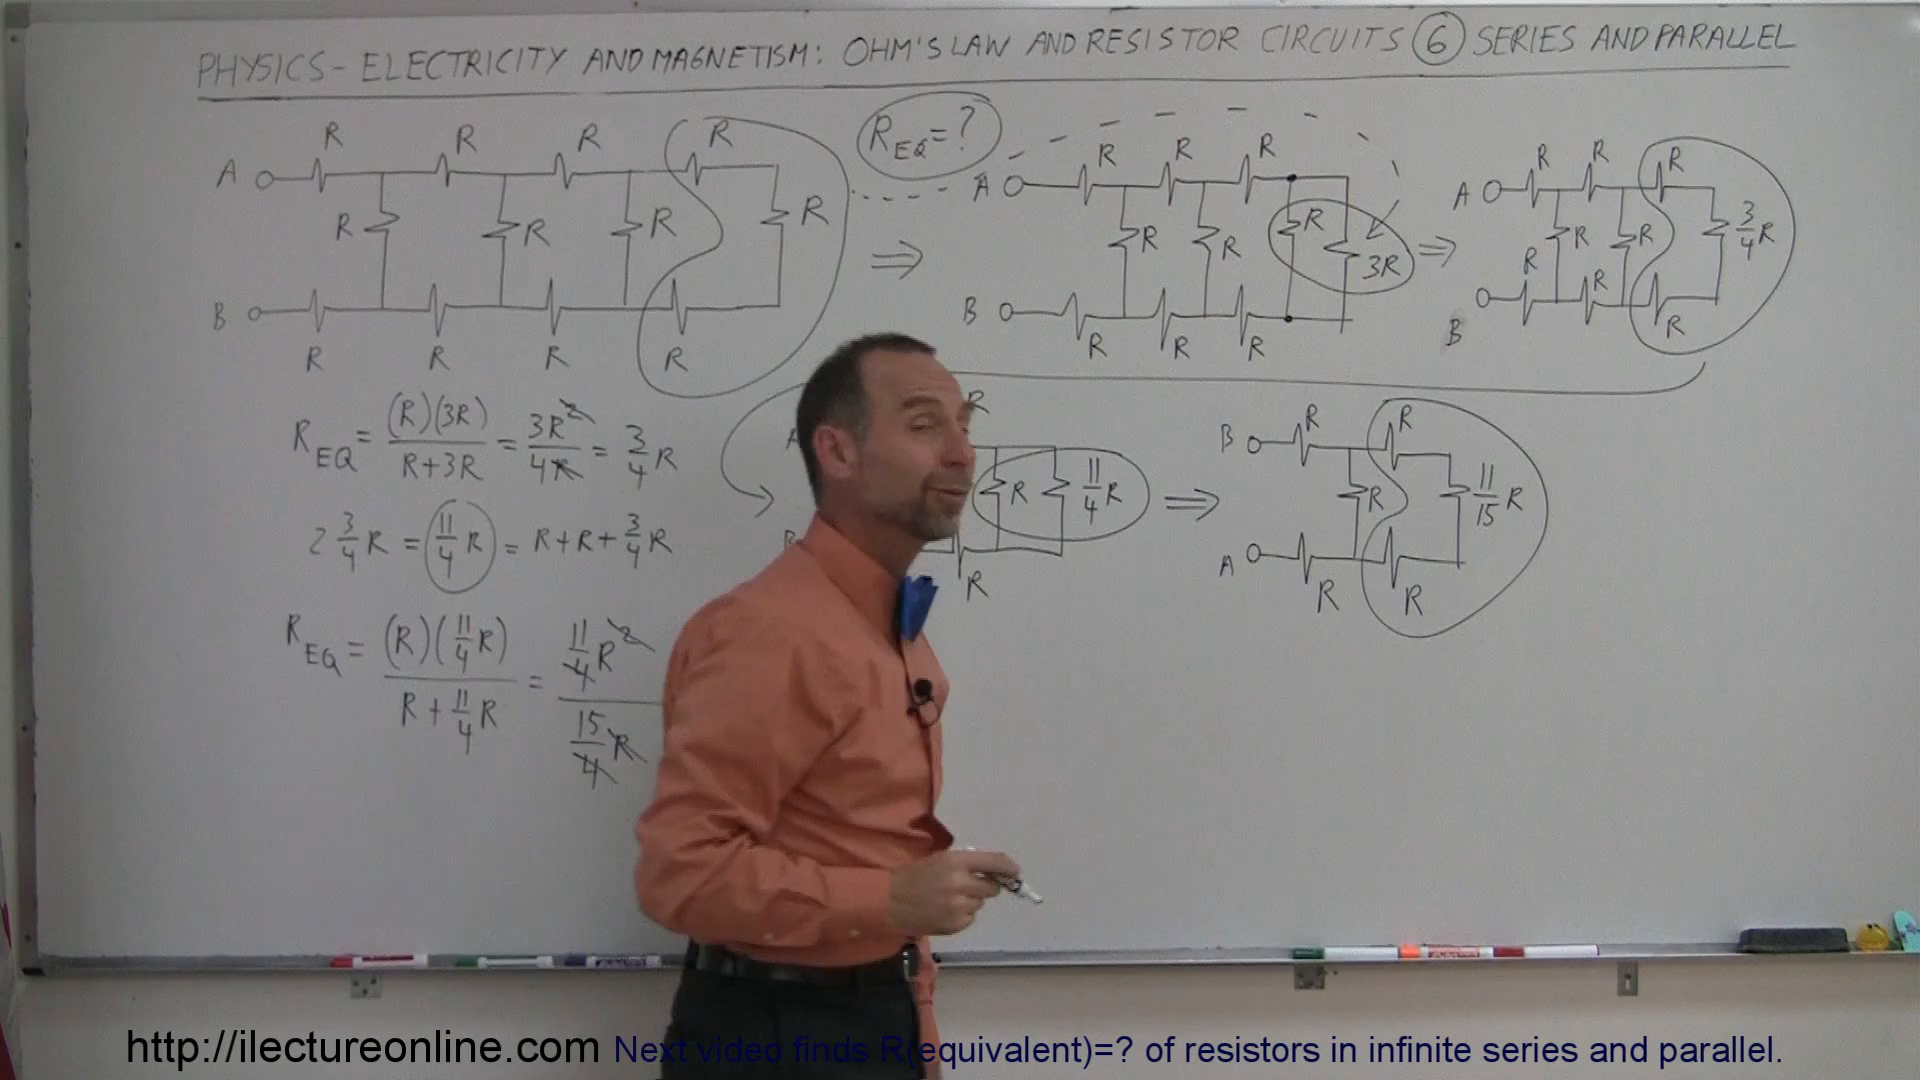 PHYSICS - ELECTRICITY AND MAGNETISM: OHM'S LAW AND RESISTOR CIRCUITS 6 SERIES AND PARALLEL
R R R R
A
R R R R
B
R R R R
R_EQ = ?
R R R
A
R R R 3R
B
R R R
R R R
A
R R 3/4 R
R R R
B
R_EQ = (R)(3R) / R+3R = 3R² / 4R = 3/4 R
2 3/4 R = 11/4 R = R + R + 3/4 R
R_EQ = (R)(11/4 R) / R + 11/4 R = 11/4 R² / 15/4 R
R
R 11/4 R
R
R R
B
R 11/15 R
A
R R
http://ilectureonline.com Next video finds R(equivalent)=? of resistors in infinite series and parallel.